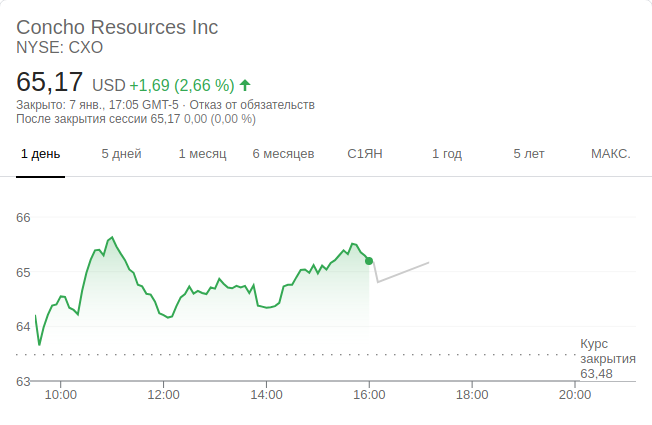 Concho Resources Inc
NYSE: CXO
65,17 USD +1,69 (2,66 %)
Закрыто: 7 янв., 17:05 GMT-5 · Отказ от обязательств
После закрытия сессии 65,17 0,00 (0,00 %)
1 день 5 дней 1 месяц 6 месяцев С1ЯН 1 год 5 лет МАКС.
66
65
64
Курс
закрытия
63,48
63
10:00 12:00 14:00 16:00 18:00 20:00